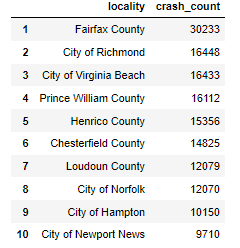 locality crash_count
1 Fairfax County 30233
2 City of Richmond 16448
3 City of Virginia Beach 16433
4 Prince William County 16112
5 Henrico County 15356
6 Chesterfield County 14825
7 Loudoun County 12079
8 City of Norfolk 12070
9 City of Hampton 10150
10 City of Newport News 9710